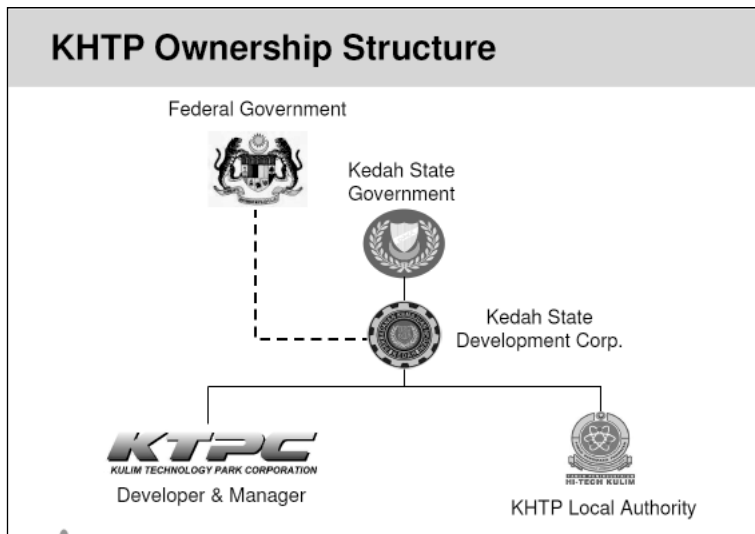 KHTP Ownership Structure
Federal Government
Kedah State
Government
Kedah State
Development Corp.
KTPC
KULIM TECHNOLOGY PARK CORPORATION
Developer & Manager
HI-TECH KULIM
KHTP Local Authority